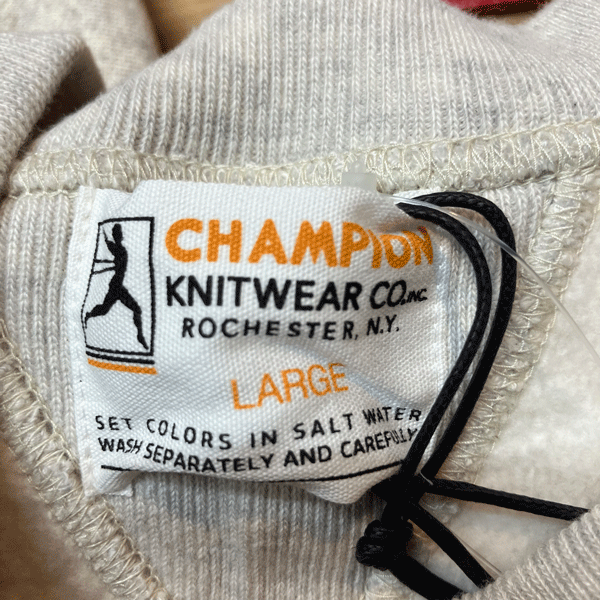 CHAMPION
KNITWEAR CO.,INC.
ROCHESTER, N.Y.
LARGE
SET COLORS IN SALT WATER
WASH SEPARATELY AND CAREFULLY